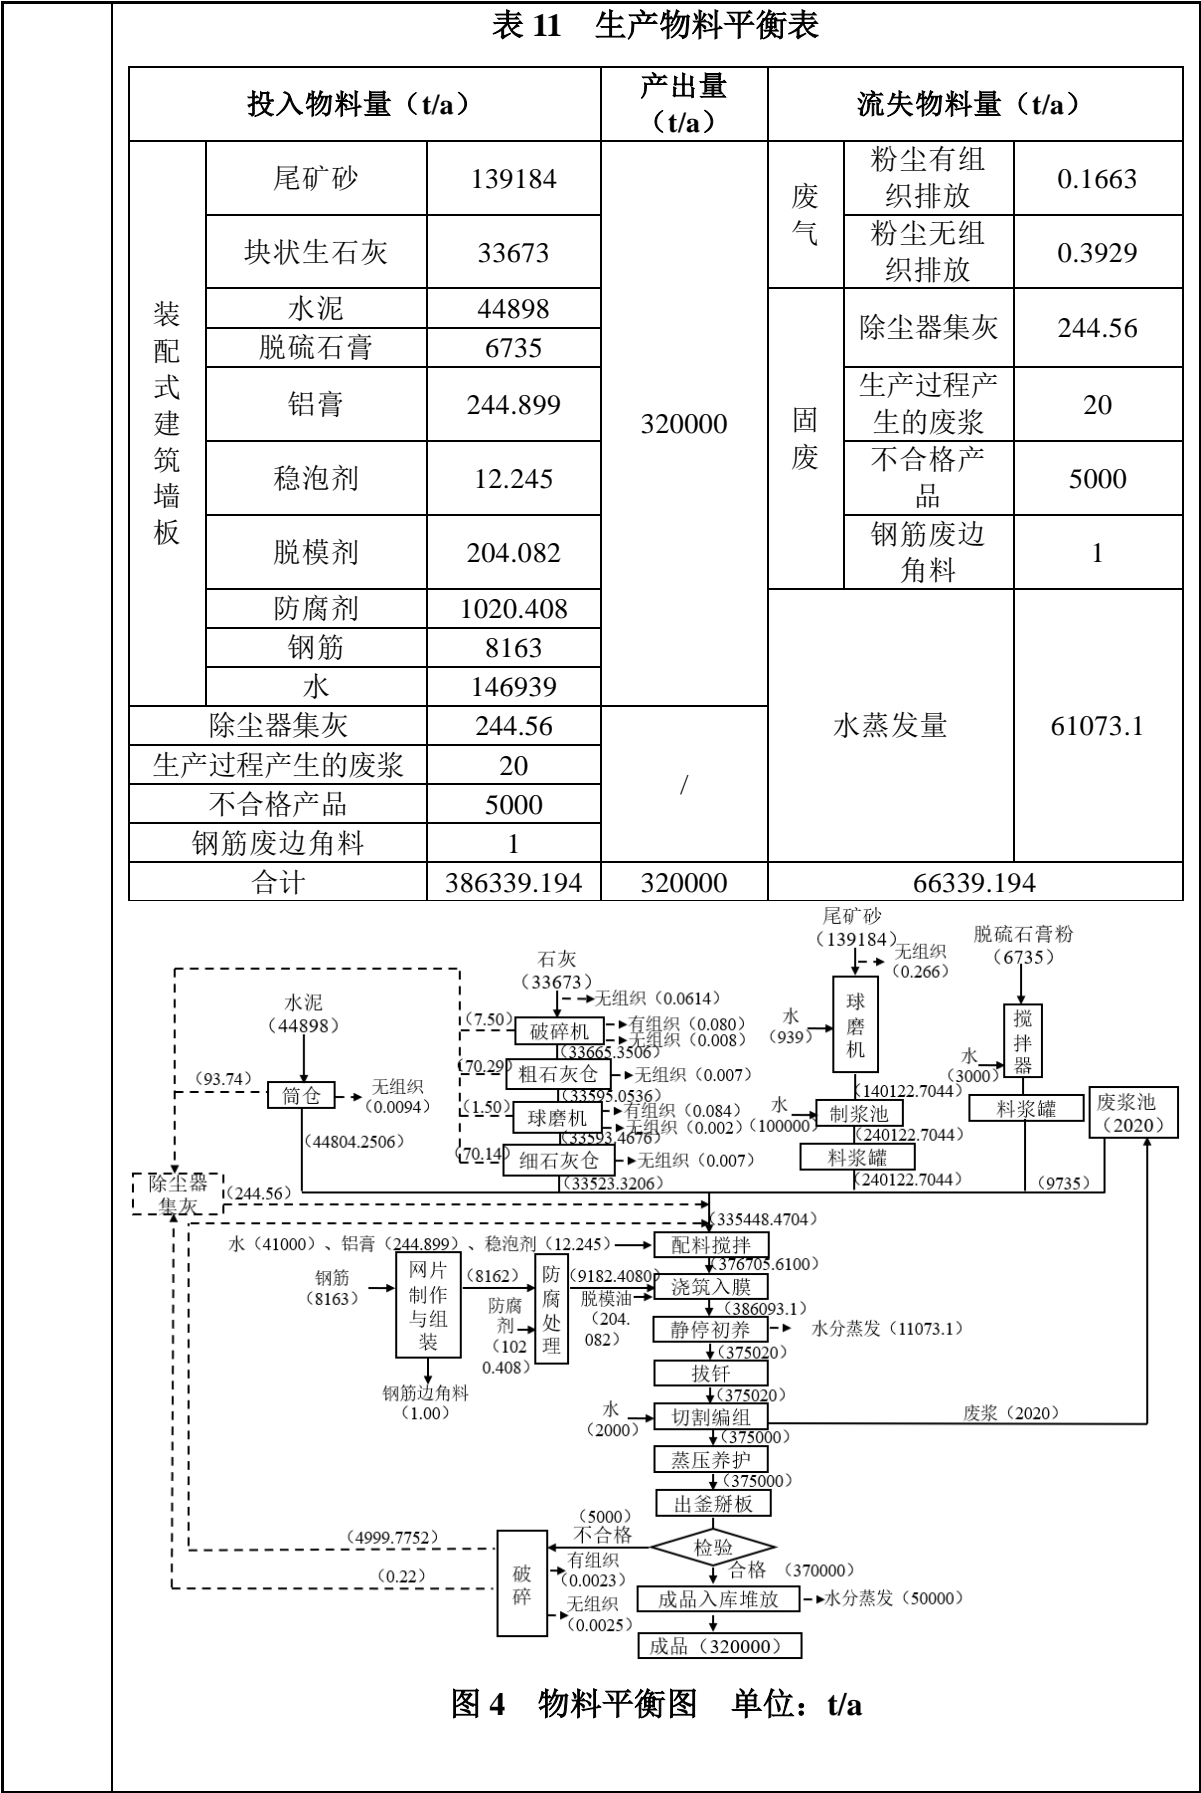 表 11 生产物料平衡表
投入物料量（t/a）
产出量
（t/a）
流失物料量（t/a）
装
配
式
建
筑
墙
板
尾矿砂 139184
块状生石灰 33673
水泥 44898
脱硫石膏 6735
铝膏 244.899
稳泡剂 12.245
脱模剂 204.082
防腐剂 1020.408
钢筋 8163
水 146939
320000
废
气
粉尘有组
织排放
0.1663
粉尘无组
织排放
0.3929
固
废
除尘器集灰 244.56
生产过程产
生的废浆
20
不合格产
品
5000
钢筋废边
角料
1
水蒸发量 61073.1
除尘器集灰 244.56
生产过程产生的废浆 20
不合格产品 5000
钢筋废边角料 1
/
合计 386339.194 320000 66339.194
尾矿砂
（139184）
无组织
（0.266）
脱硫石膏粉
（6735）
石灰
（33673）
无组织（0.0614）
水泥
（44898）
（7.50）
破碎机
有组织（0.080）
无组织（0.008）
（33665.3506）
水
（939）
球
磨
机
搅
拌
器
水
（3000）
（93.74）
筒仓
无组织
（0.0094）
（70.29）
粗石灰仓
无组织（0.007）
（33595.0536）
（140122.7044）
（1.50）
球磨机
有组织（0.084）
无组织（0.002）
（33593.4676）
水
（100000）
制浆池
（240122.7044）
料浆罐
废浆池
（2020）
（44804.2506）
（70.14）
细石灰仓
无组织（0.007）
（33523.3206）
料浆罐
（240122.7044）
（9735）
除尘器
集灰
（244.56）
（335448.4704）
水（41000）、铝膏（244.899）、稳泡剂（12.245）
配料搅拌
（376705.6100）
钢筋
（8163）
网片
制作
与组
装
（8162）
防腐
剂
（102
0.408）
防
腐
处
理
（9182.4080）
脱模油
（204.
082）
浇筑入膜
（386093.1）
静停初养
水分蒸发（11073.1）
（375020）
拔钎
（375020）
钢筋边角料
（1.00）
水
（2000）
切割编组
废浆（2020）
（375000）
蒸压养护
（375000）
出釜掰板
（5000）
不合格
检验
（4999.7752）
（0.22）
破
碎
有组织
（0.0023）
无组织
（0.0025）
合格（370000）
成品入库堆放
水分蒸发（50000）
成品（320000）
图 4 物料平衡图 单位：t/a